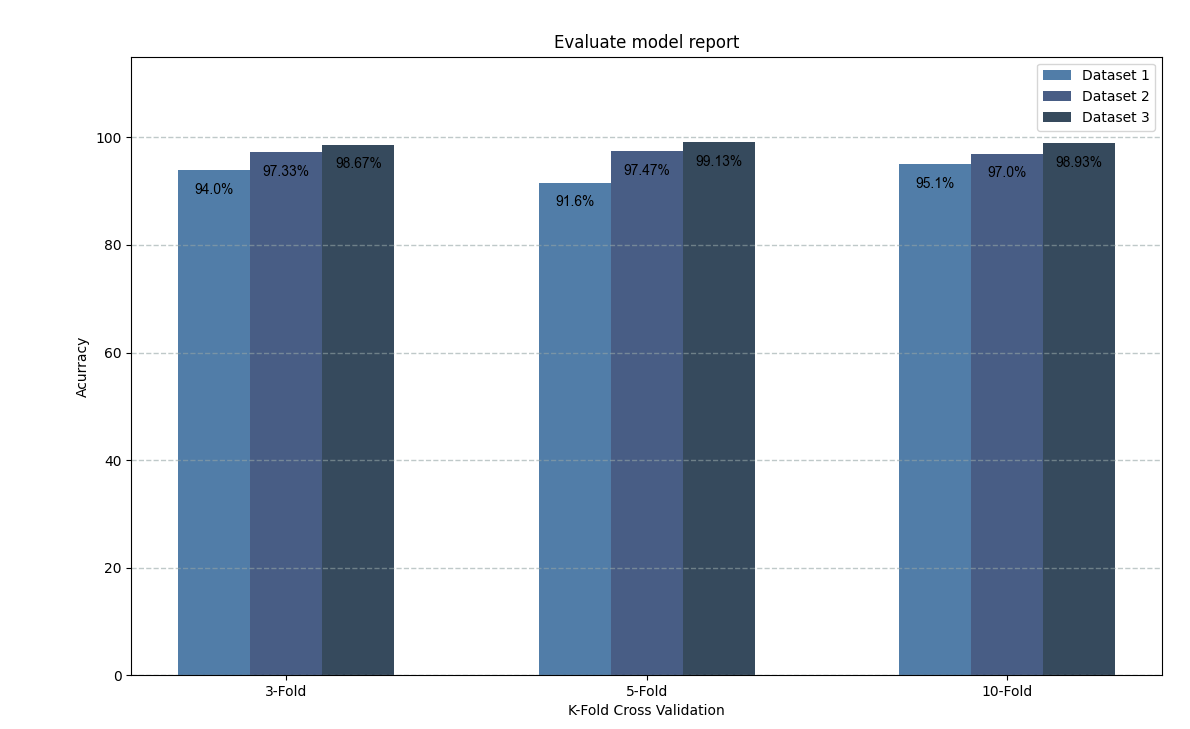 Evaluate model report
Dataset 1
Dataset 2
Dataset 3
100
80
60
40
20
0
Acurracy
94.0%
97.33%
98.67%
91.6%
97.47%
99.13%
95.1%
97.0%
98.93%
3-Fold
5-Fold
10-Fold
K-Fold Cross Validation